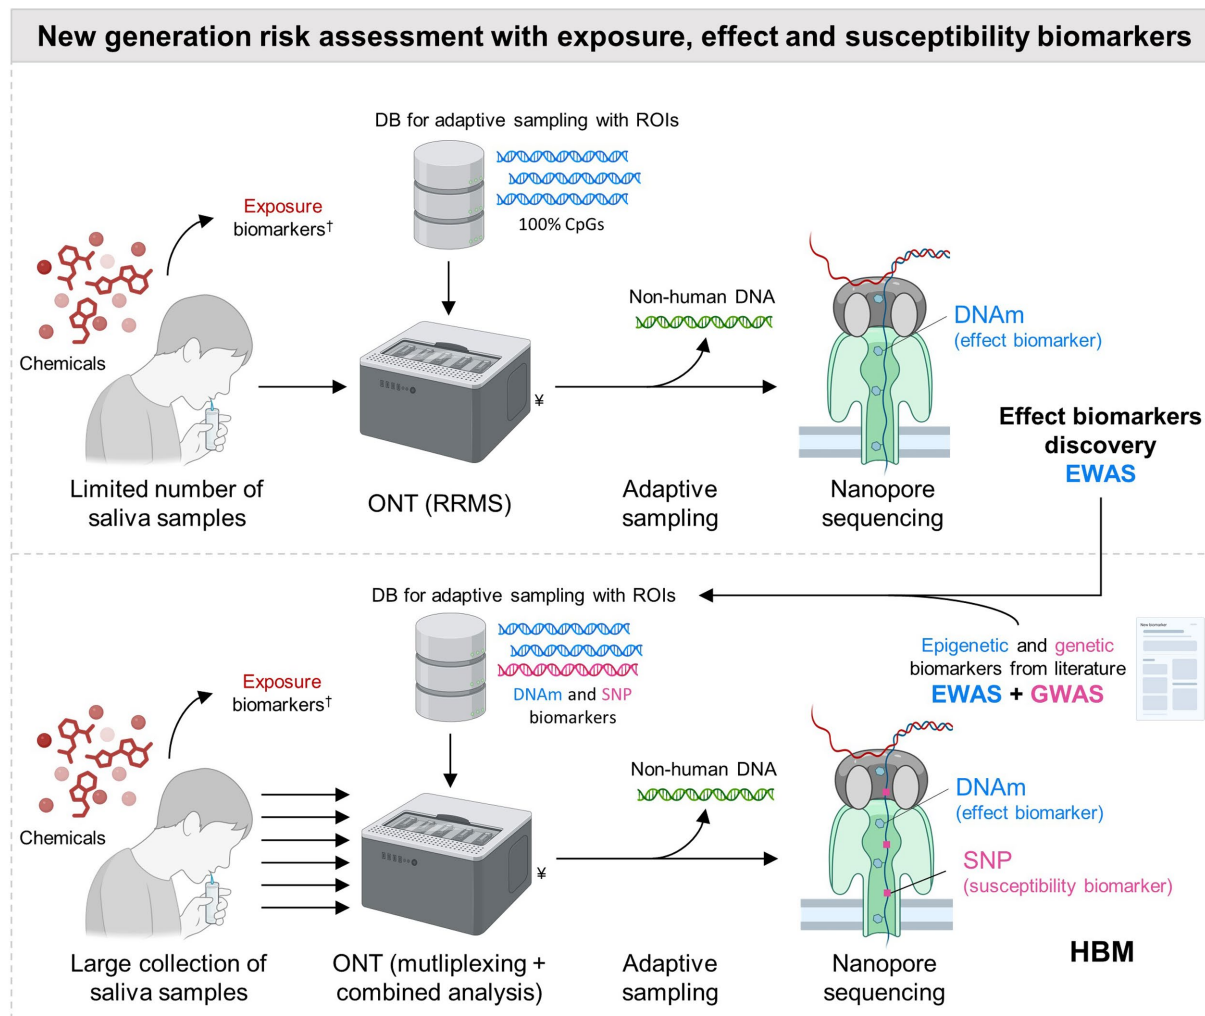 New generation risk assessment with exposure, effect and susceptibility biomarkers
DB for adaptive sampling with ROIs
100% CpGs
Exposure
biomarkers†
Chemicals
Non-human DNA
DNAm
(effect biomarker)
¥
Limited number of
saliva samples
ONT (RRMS)
Adaptive
sampling
Nanopore
sequencing
Effect biomarkers
discovery
EWAS
DB for adaptive sampling with ROIs
DNAm and SNP
biomarkers
Epigenetic and genetic
biomarkers from literature
EWAS + GWAS
New biomarker
Exposure
biomarkers†
Chemicals
Non-human DNA
DNAm
(effect biomarker)
SNP
(susceptibility biomarker)
¥
Large collection of
saliva samples
ONT (mutliplexing +
combined analysis)
Adaptive
sampling
Nanopore
sequencing
HBM